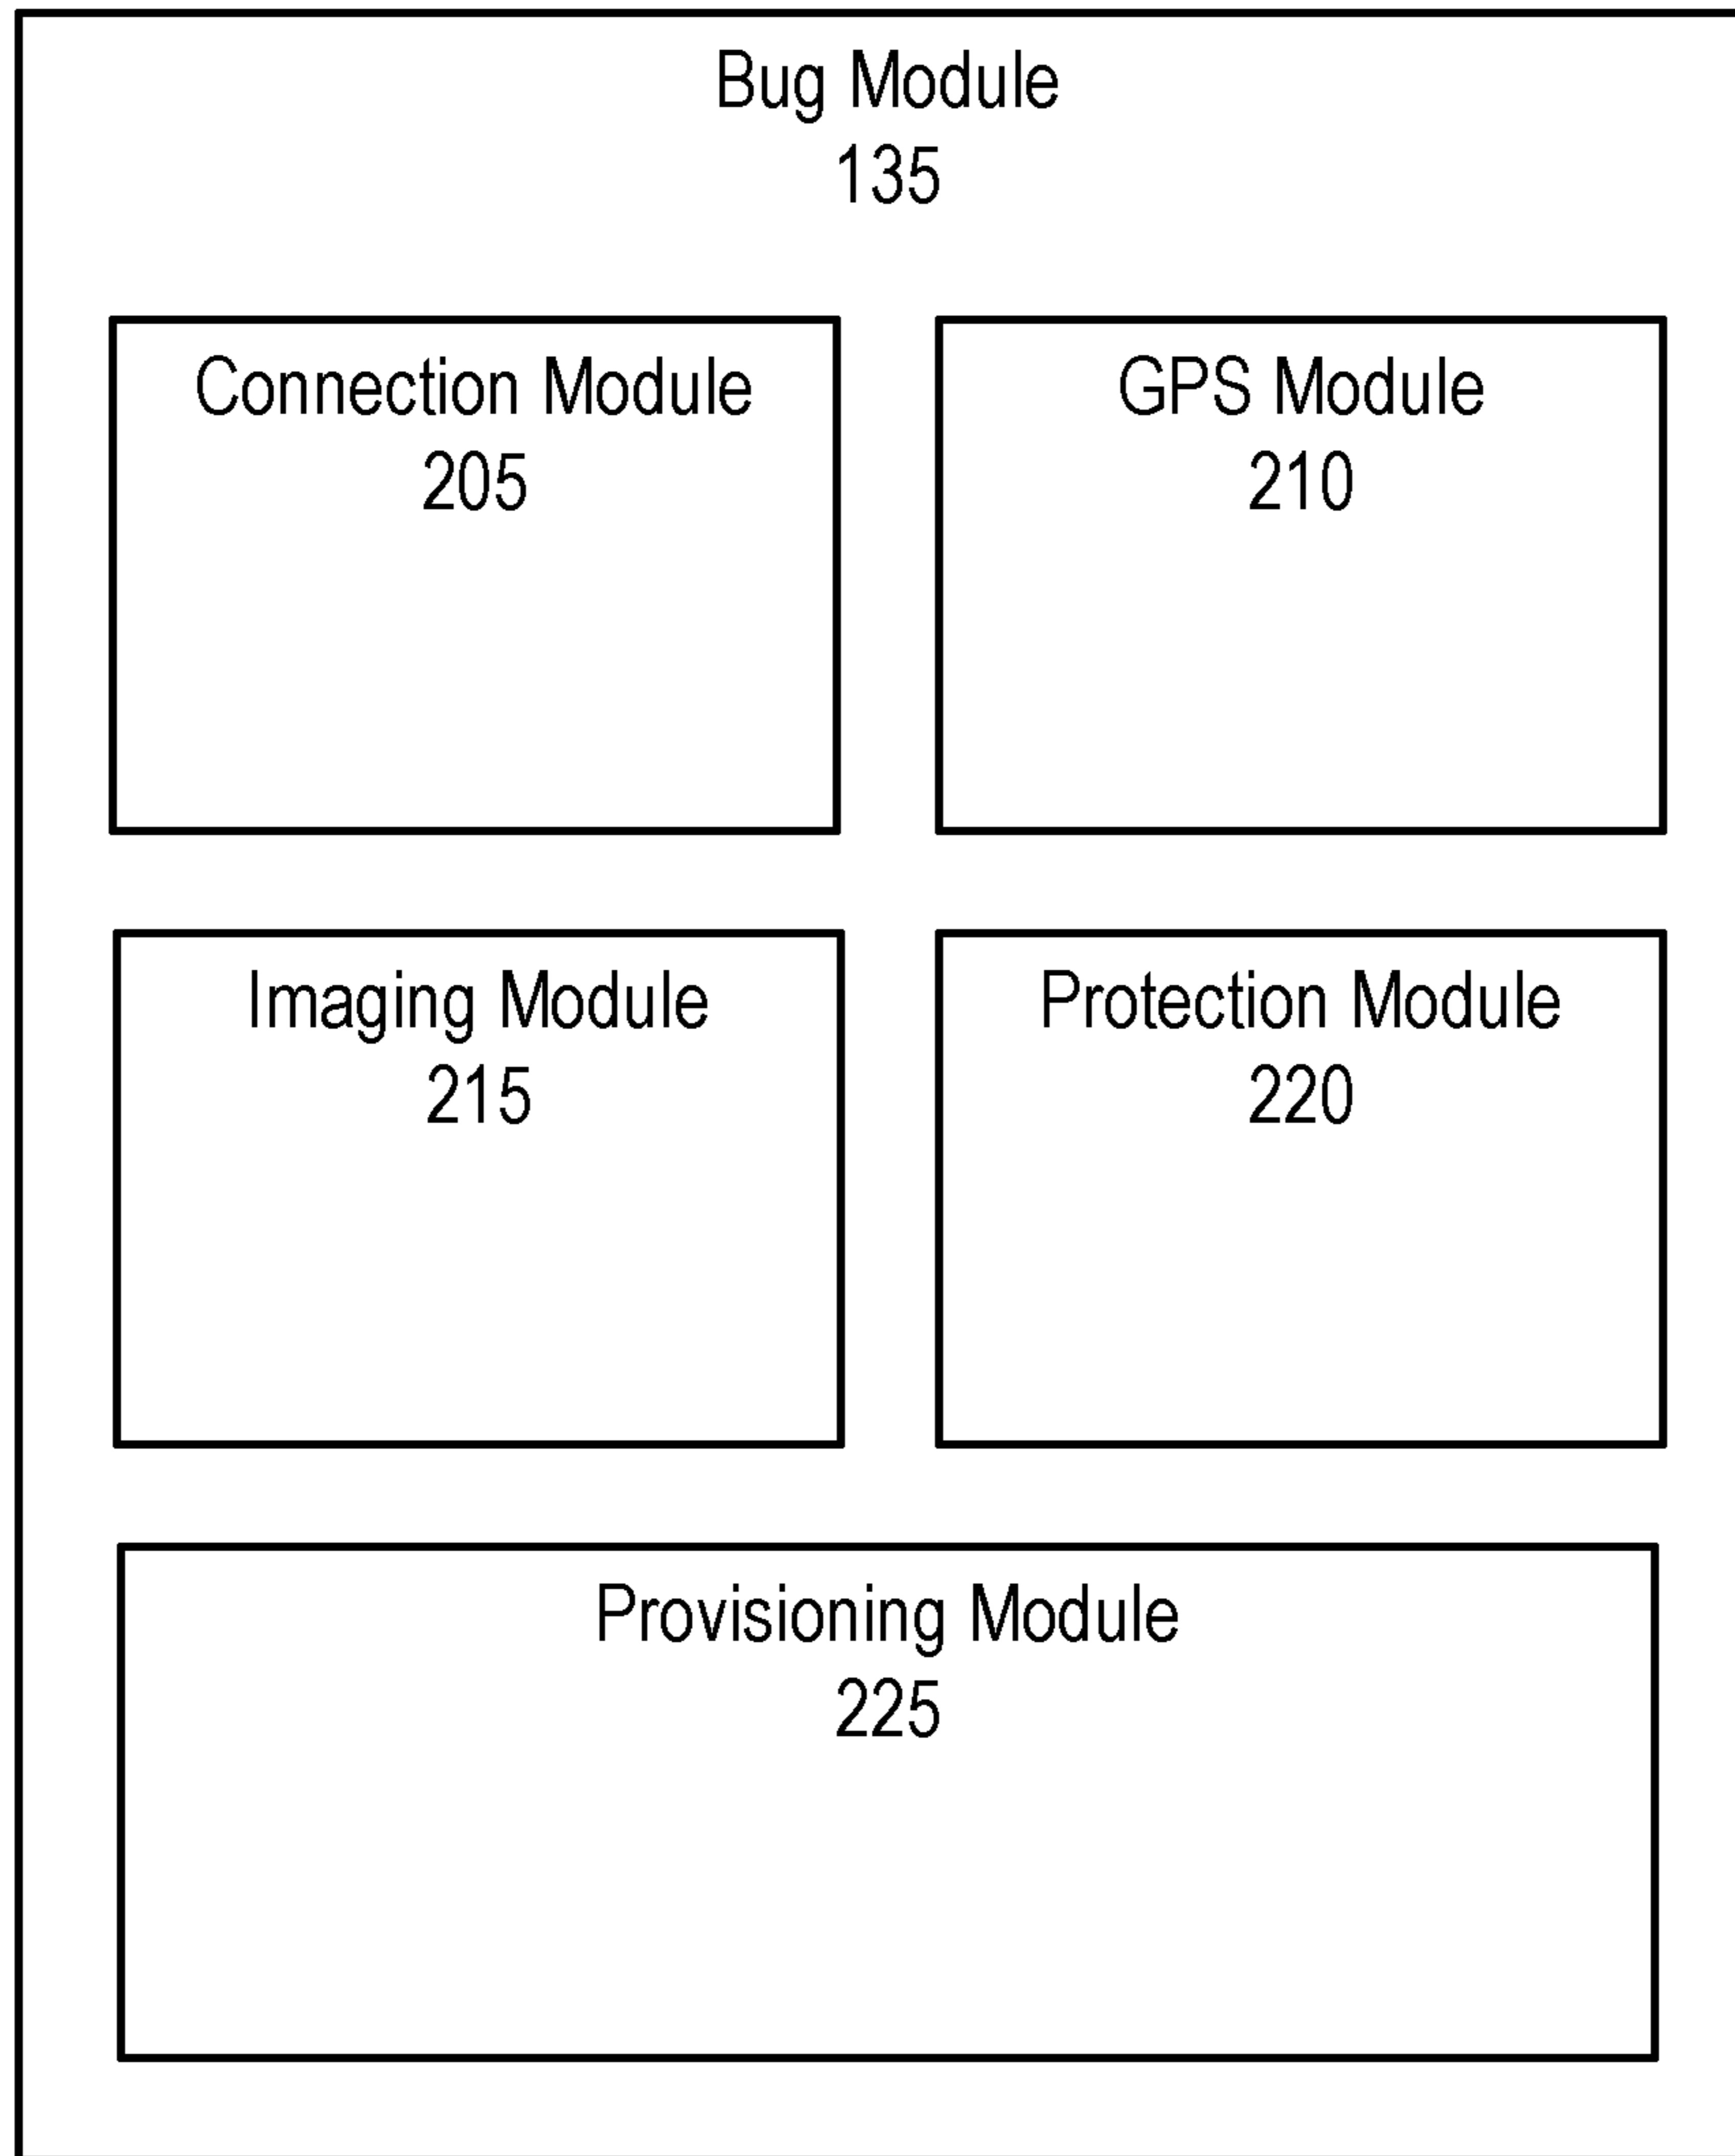 Bug Module
135
Connection Module
205
GPS Module
210
Imaging Module
215
Protection Module
220
Provisioning Module
225